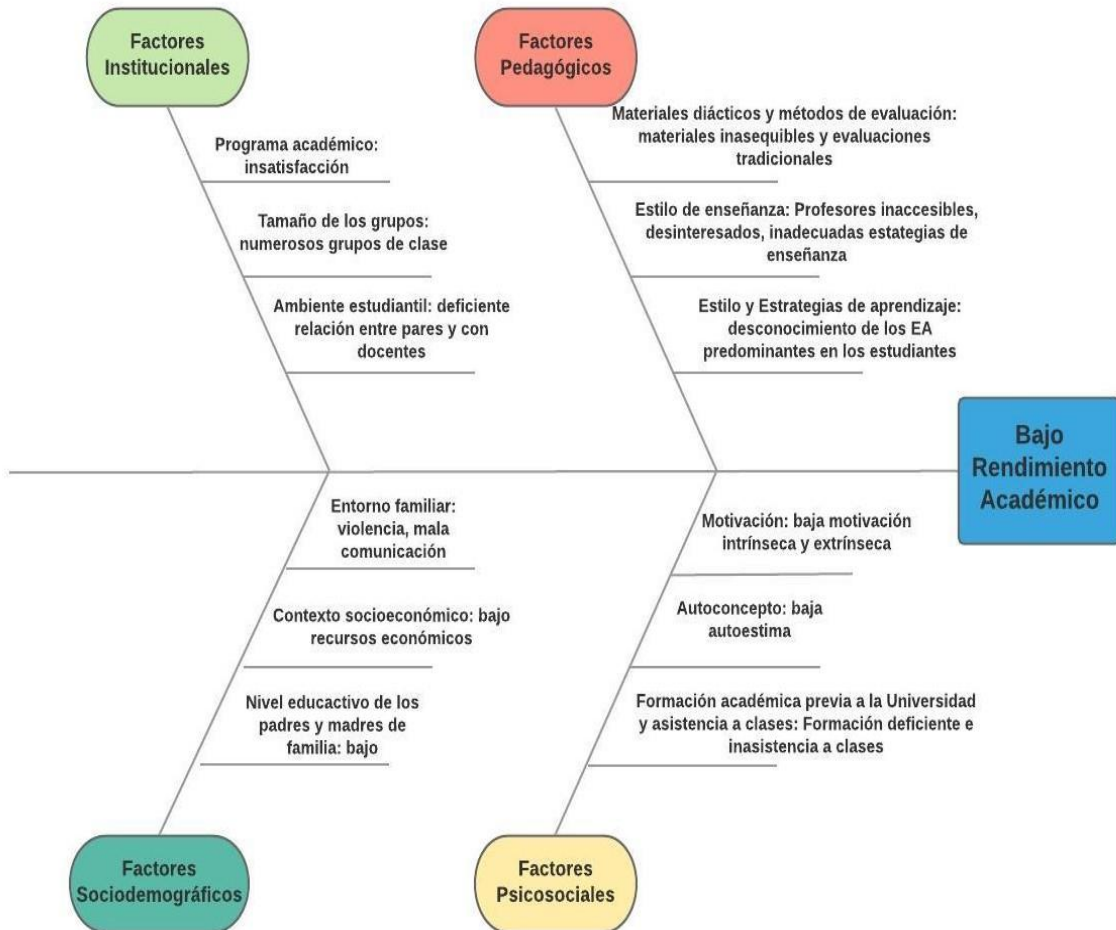 Factores
Institucionales
Factores
Pedagógicos
Programa académico:
insatisfacción
Tamaño de los grupos:
numerosos grupos de clase
Ambiente estudiantil: deficiente
relación entre pares y con
docentes
Materiales diácticos y métodos de evaluación:
materiales inasequibles y evaluaciones
tradicionales
Estilo de enseñanza: Profesores inaccesibles,
desinteresados, inadecuadas estategias de
enseñanza
Estilo y Estrategias de aprendizaje:
desconocimiento de los EA
predominantes en los estudiantes
Bajo
Rendimiento
Académico
Entorno familiar:
violencia, mala
comunicación
Contexto socioeconómico: bajo
recursos económicos
Nivel educactivo de los
padres y madres de
familia: bajo
Motivación: baja motivación
intrínseca y extrínseca
Autoconcepto: baja
autoestima
Formación académica previa a la Universidad
y asistencia a clases: Formación deficiente e
inasistencia a clases
Factores
Sociodemográficos
Factores
Psicosociales